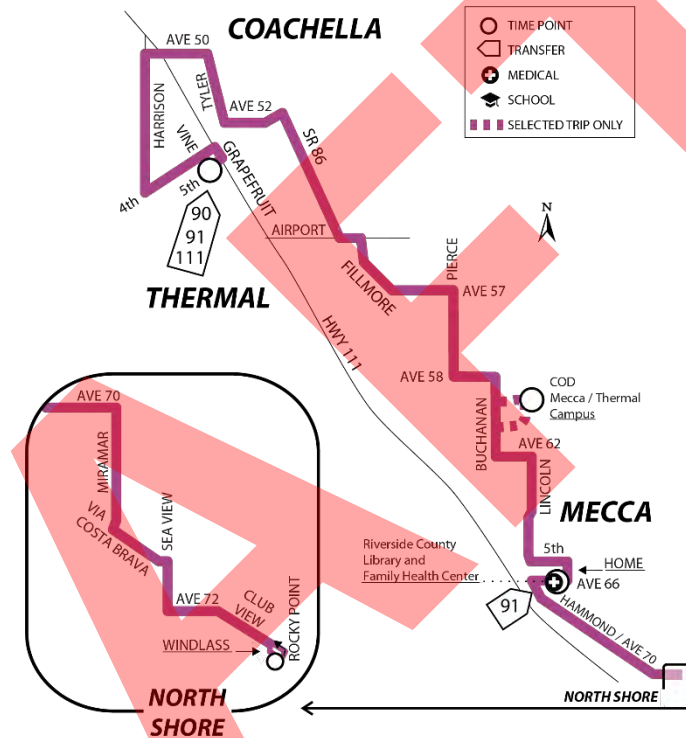 COACHELLA
TIME POINT
TRANSFER
MEDICAL
SCHOOL
SELECTED TRIP ONLY
AVE 50
HARRISON
TYLER
AVE 52
VINE
GRAPEFRUIT
SR 86
4th
5th
90
91
111
AIRPORT
N
THERMAL
FILLMORE
PIERCE
AVE 57
HWY 111
AVE 58
COD
Mecca / Thermal
Campus
BUCHANAN
AVE 62
LINCOLN
MECCA
Riverside County
Library and
Family Health Center
5th
HOME
AVE 66
91
HAMMOND / AVE 70
AVE 70
MIRAMAR
VIA
COSTA BRAVA
SEA VIEW
AVE 72
CLUB
VIEW
ROCKY POINT
WINDLASS
NORTH
SHORE
NORTH SHORE